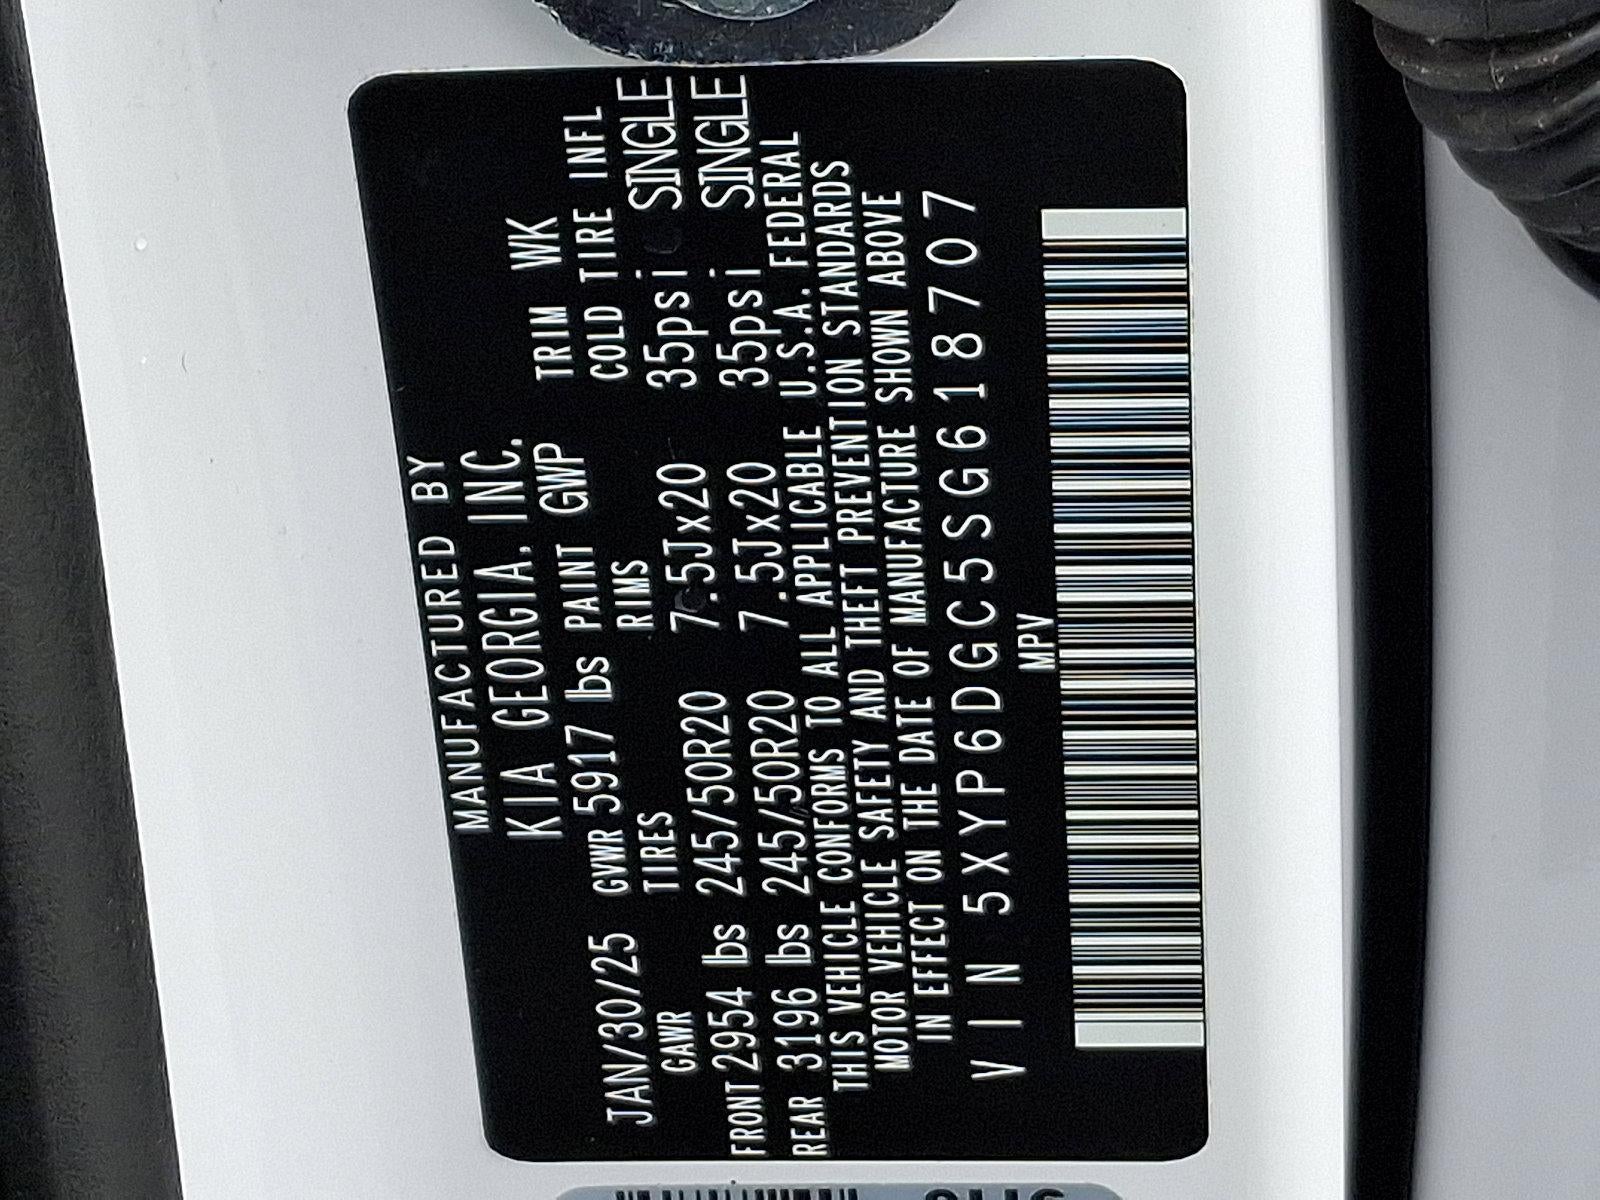 MANUFACTURED BY
KIA GEORGIA, INC.
JAN/30/25 GVWR 5917 lbs PAINT GWP TRIM WK
GAWR TIRES RIMS COLD TIRE INFL
FRONT 2954 lbs 245/50R20 7.5Jx20 35psi SINGLE
REAR 3196 lbs 245/50R20 7.5Jx20 35psi SINGLE
THIS VEHICLE CONFORMS TO ALL APPLICABLE U.S.A. FEDERAL
MOTOR VEHICLE SAFETY AND THEFT PREVENTION STANDARDS
IN EFFECT ON THE DATE OF MANUFACTURE SHOWN ABOVE
VIN 5XYP6DGC5SG618707
MPV